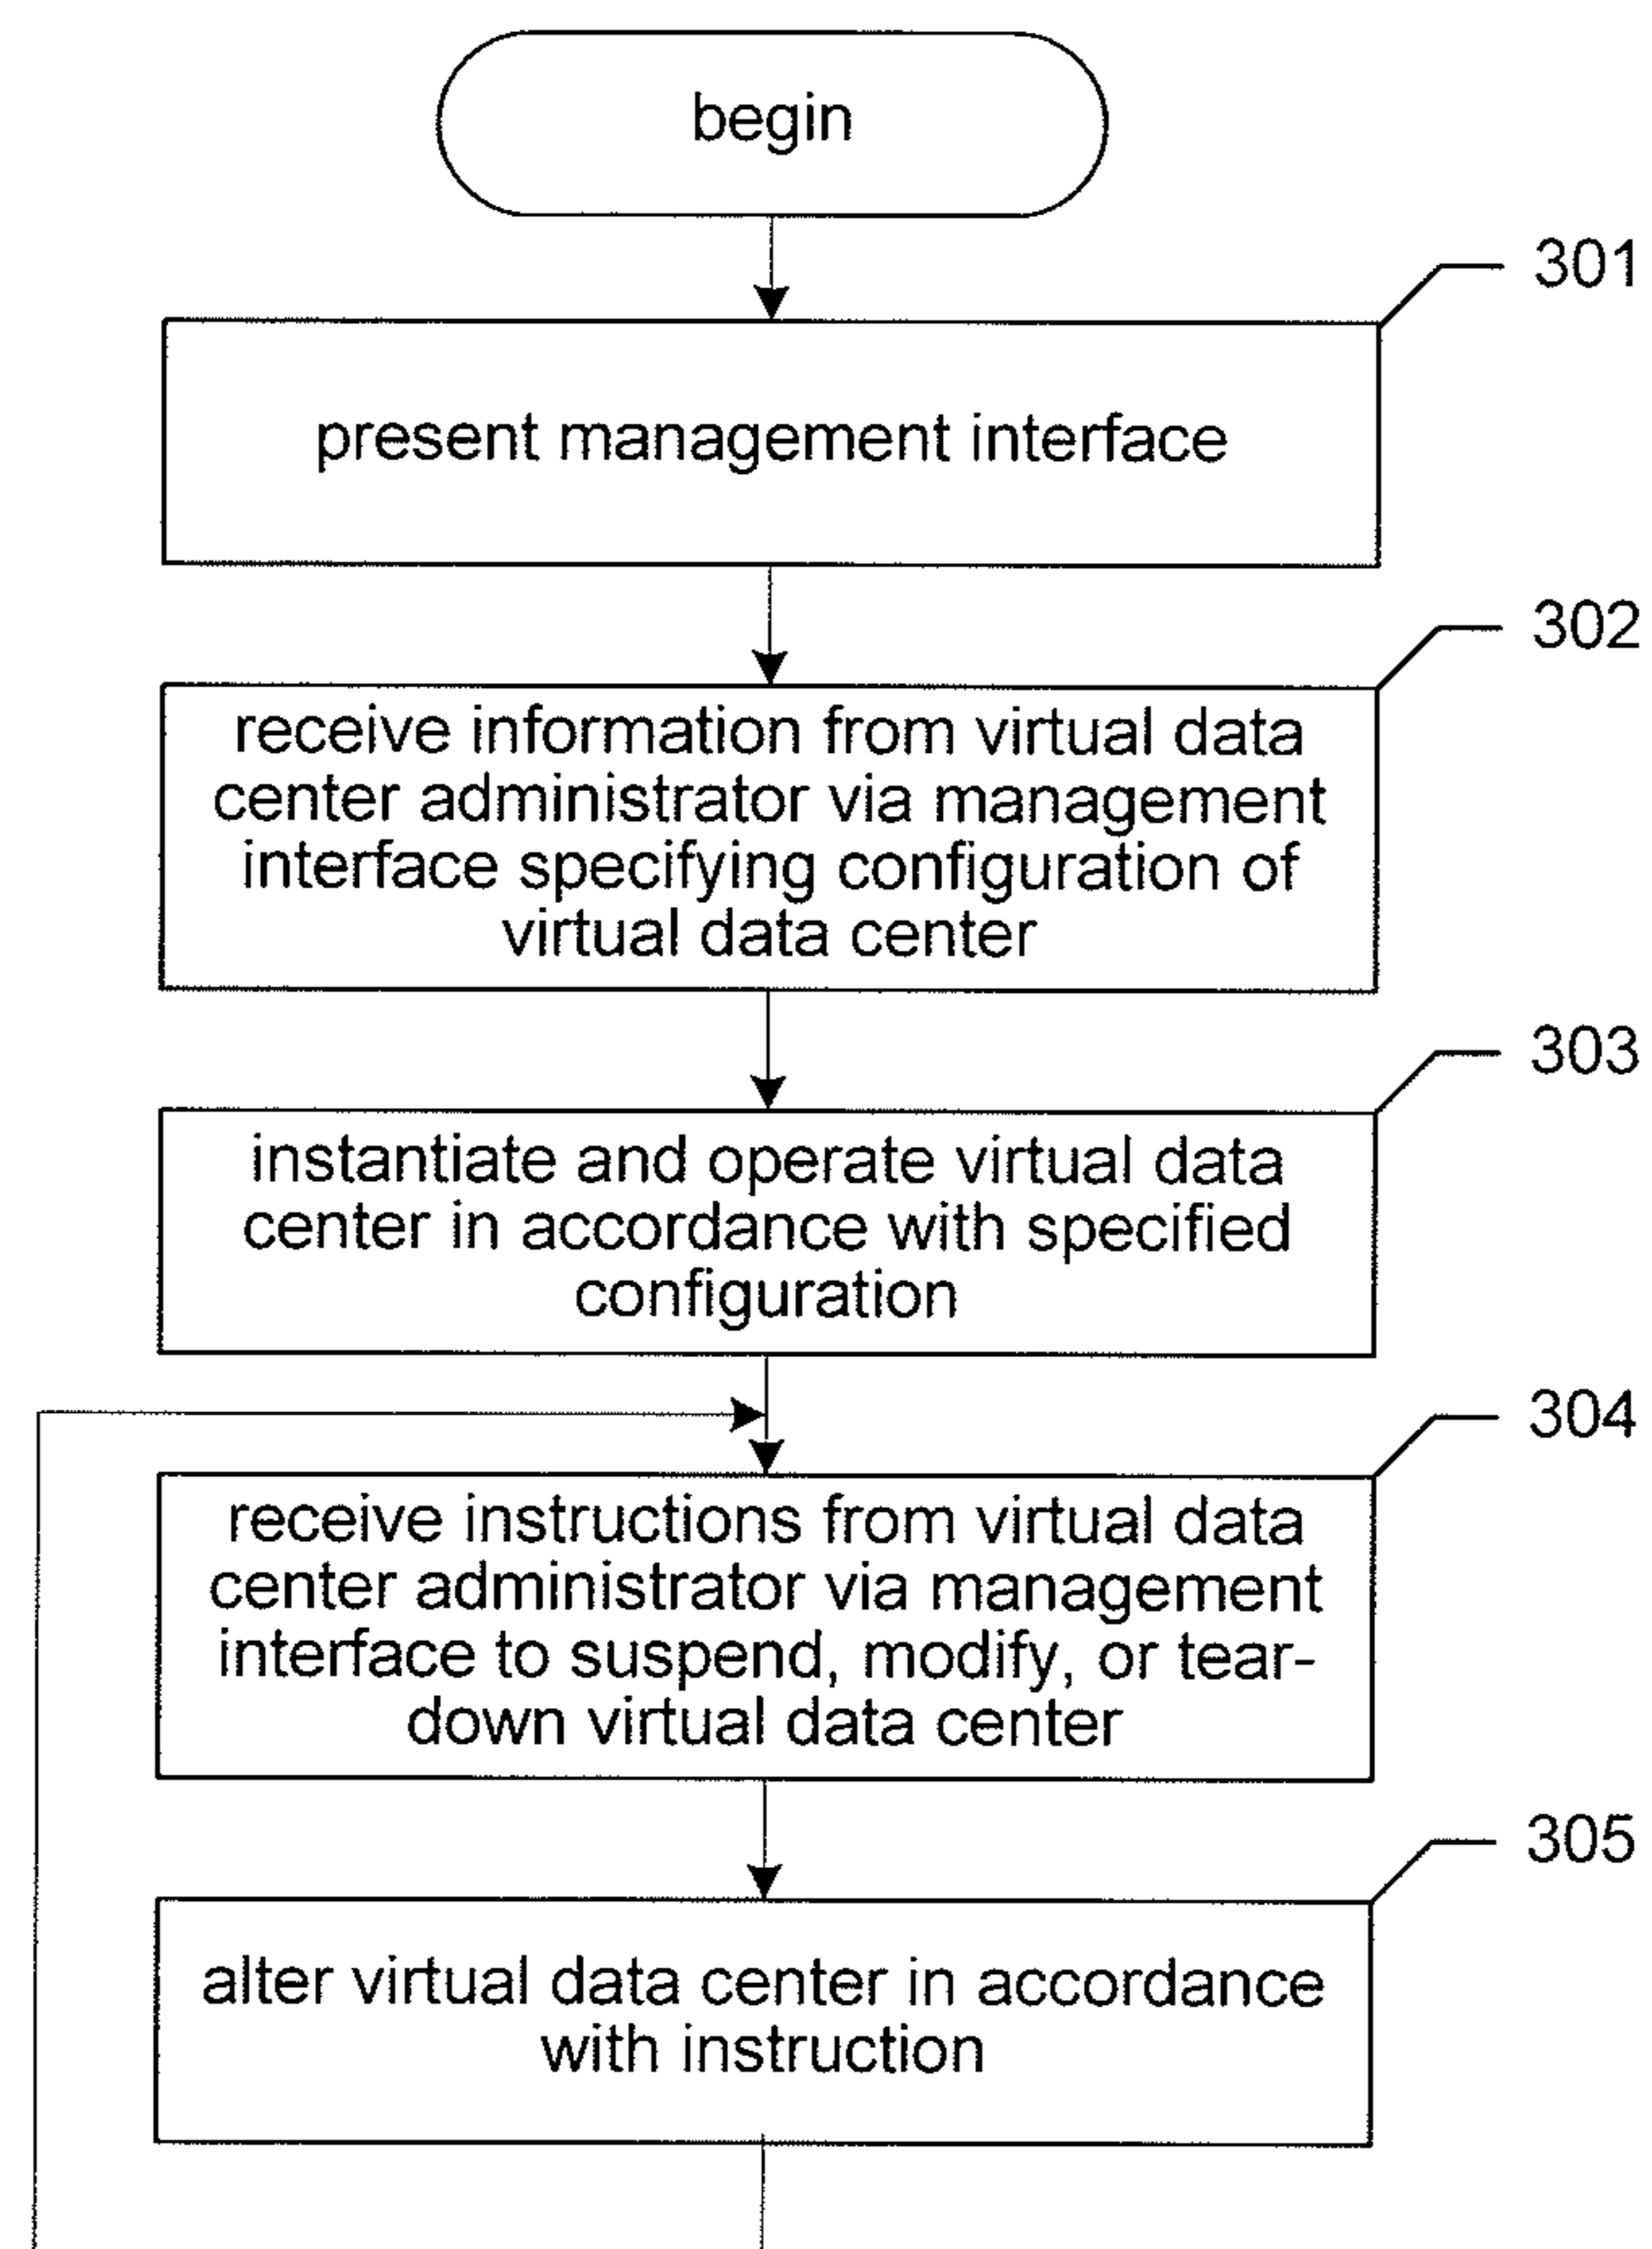 begin
301
present management interface
302
receive information from virtual data
center administrator via management
interface specifying configuration of
virtual data center
303
instantiate and operate virtual data
center in accordance with specified
configuration
304
receive instructions from virtual data
center administrator via management
interface to suspend, modify, or tear-
down virtual data center
305
alter virtual data center in accordance
with instruction